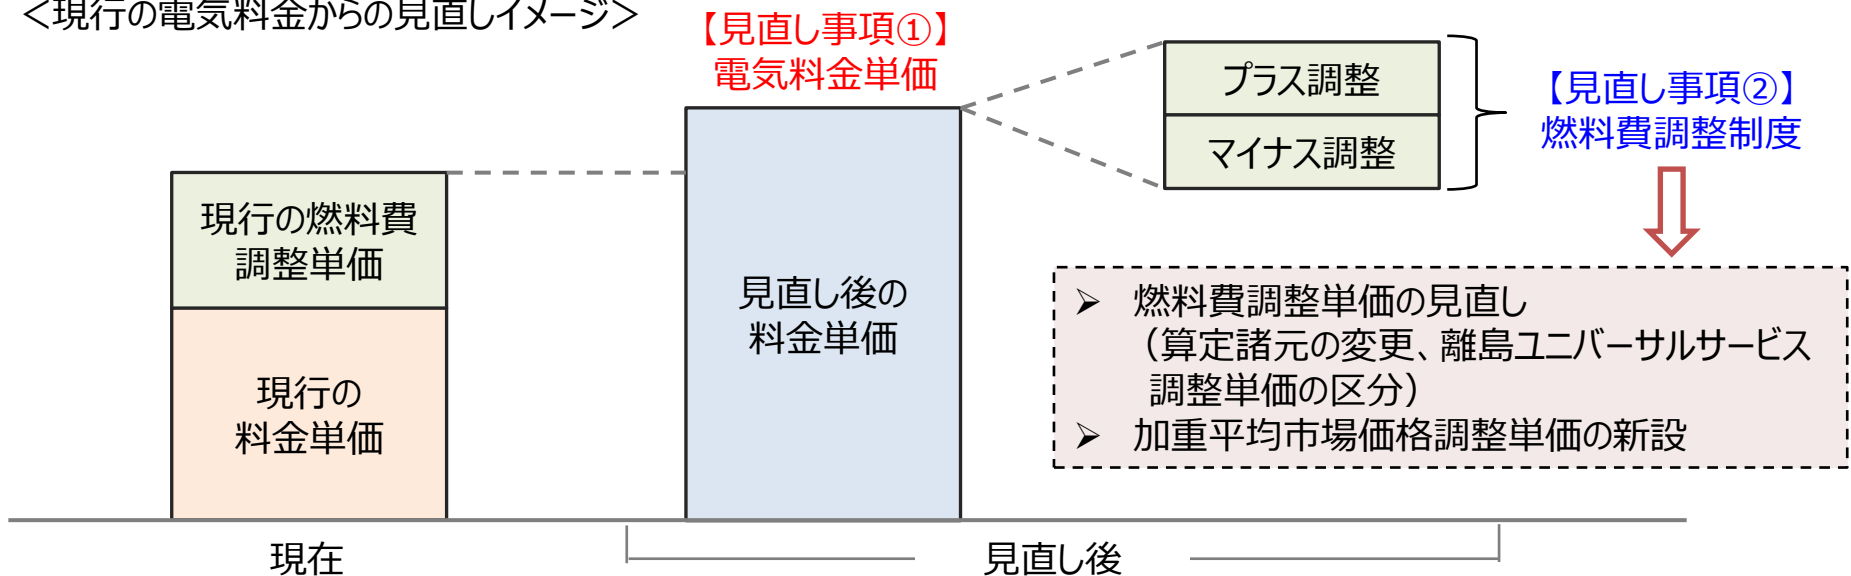 <現行の電気料金からの見直しイメージ>
【見直し事項①】
電気料金単価
プラス調整
マイナス調整
【見直し事項②】
燃料費調整制度
現行の燃料費
調整単価
現行の
料金単価
見直し後の
料金単価
➢ 燃料費調整単価の見直し
(算定諸元の変更、離島ユニバーサルサービス
調整単価の区分)
➢ 加重平均市場価格調整単価の新設
現在
見直し後